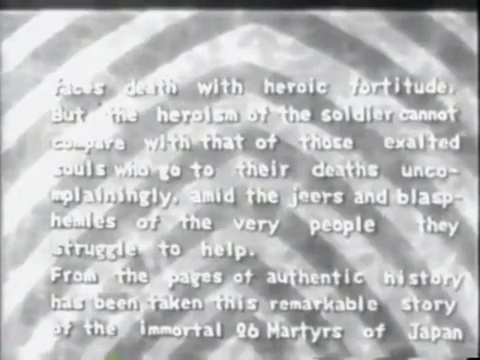 faces death with heroic fortitude.
But the heroism of the soldier cannot
compare with that of those exalted
souls who go to their deaths unco-
mplainingly, amid the jeers and blasp-
hemies of the very people they
struggle to help.
From the pages of authentic history
has been taken this remarkable story
of the immortal 26 Martyrs of Japan